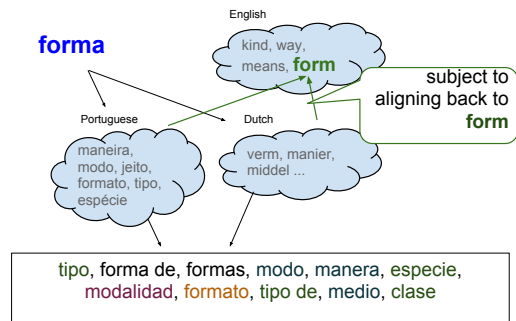 English
forma
kind, way,
means, form
subject to
aligning back to
form
Portuguese
Dutch
maneira,
modo, jeito,
formato, tipo,
espécie
verm, manier,
middel ...
tipo, forma de, formas, modo, manera, especie,
modalidad, formato, tipo de, medio, clase